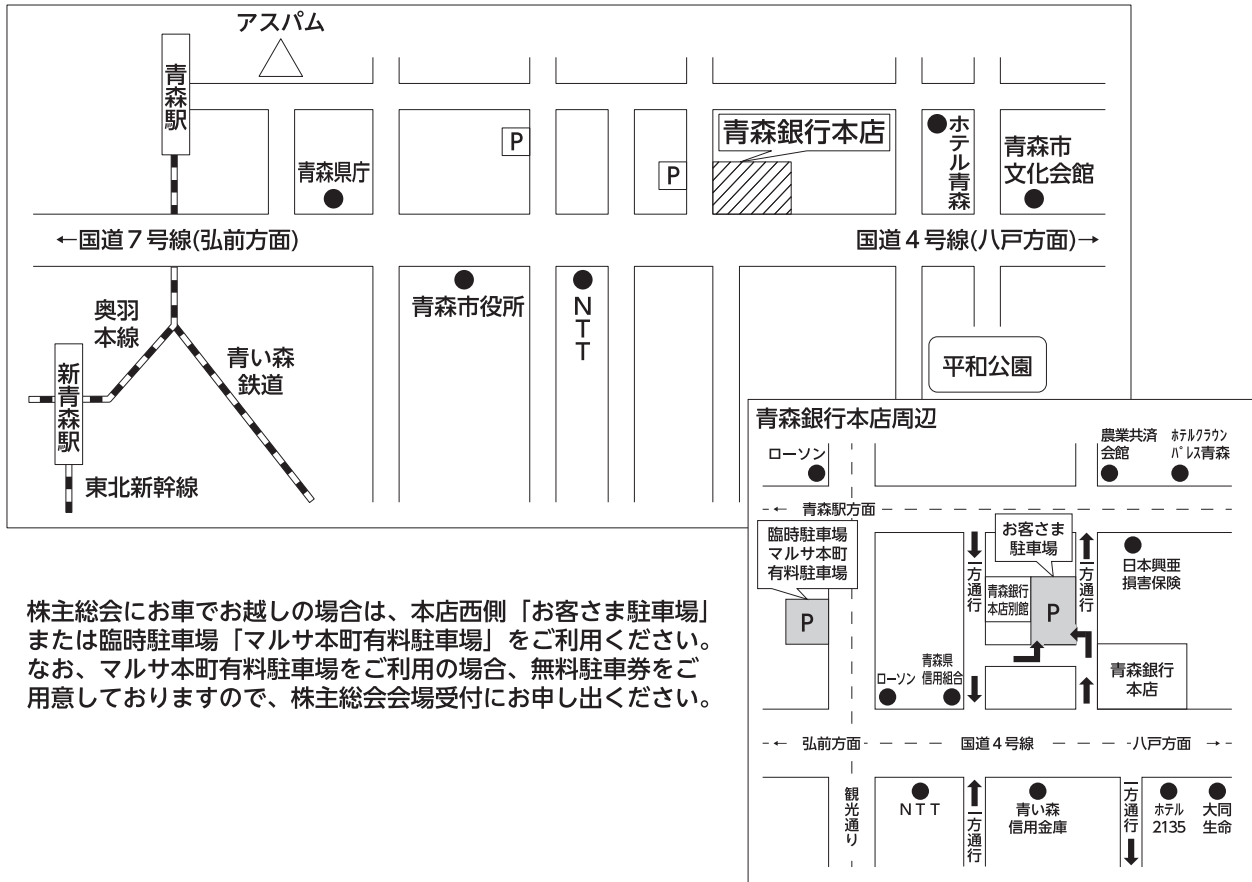 アスパム
青森駅
P
青森銀行本店
ホテル青森
青森市
文化会館
青森県庁
P
←国道７号線(弘前方面)
国道４号線(八戸方面)→
青森市役所
NTT
奥羽
本線
青い森
鉄道
平和公園
新青森駅
東北新幹線
青森銀行本店周辺
ローソン
農業共済
会館
ホテルクラウン
パレス青森
← 青森駅方面
臨時駐車場
マルサ本町
有料駐車場
お客さま
駐車場
一方通行
一方通行
日本興亜
損害保険
青森銀行
本店別館
P
P
青森県
信用組合
ローソン
青森銀行
本店
← 弘前方面
国道４号線
八戸方面 →
観光通り
NTT
一方通行
青い森
信用金庫
一方通行
ホテル
2135
大同
生命
株主総会にお車でお越しの場合は、本店西側「お客さま駐車場」
または臨時駐車場「マルサ本町有料駐車場」をご利用ください。
なお、マルサ本町有料駐車場をご利用の場合、無料駐車券をご
用意しておりますので、株主総会会場受付にお申し出ください。